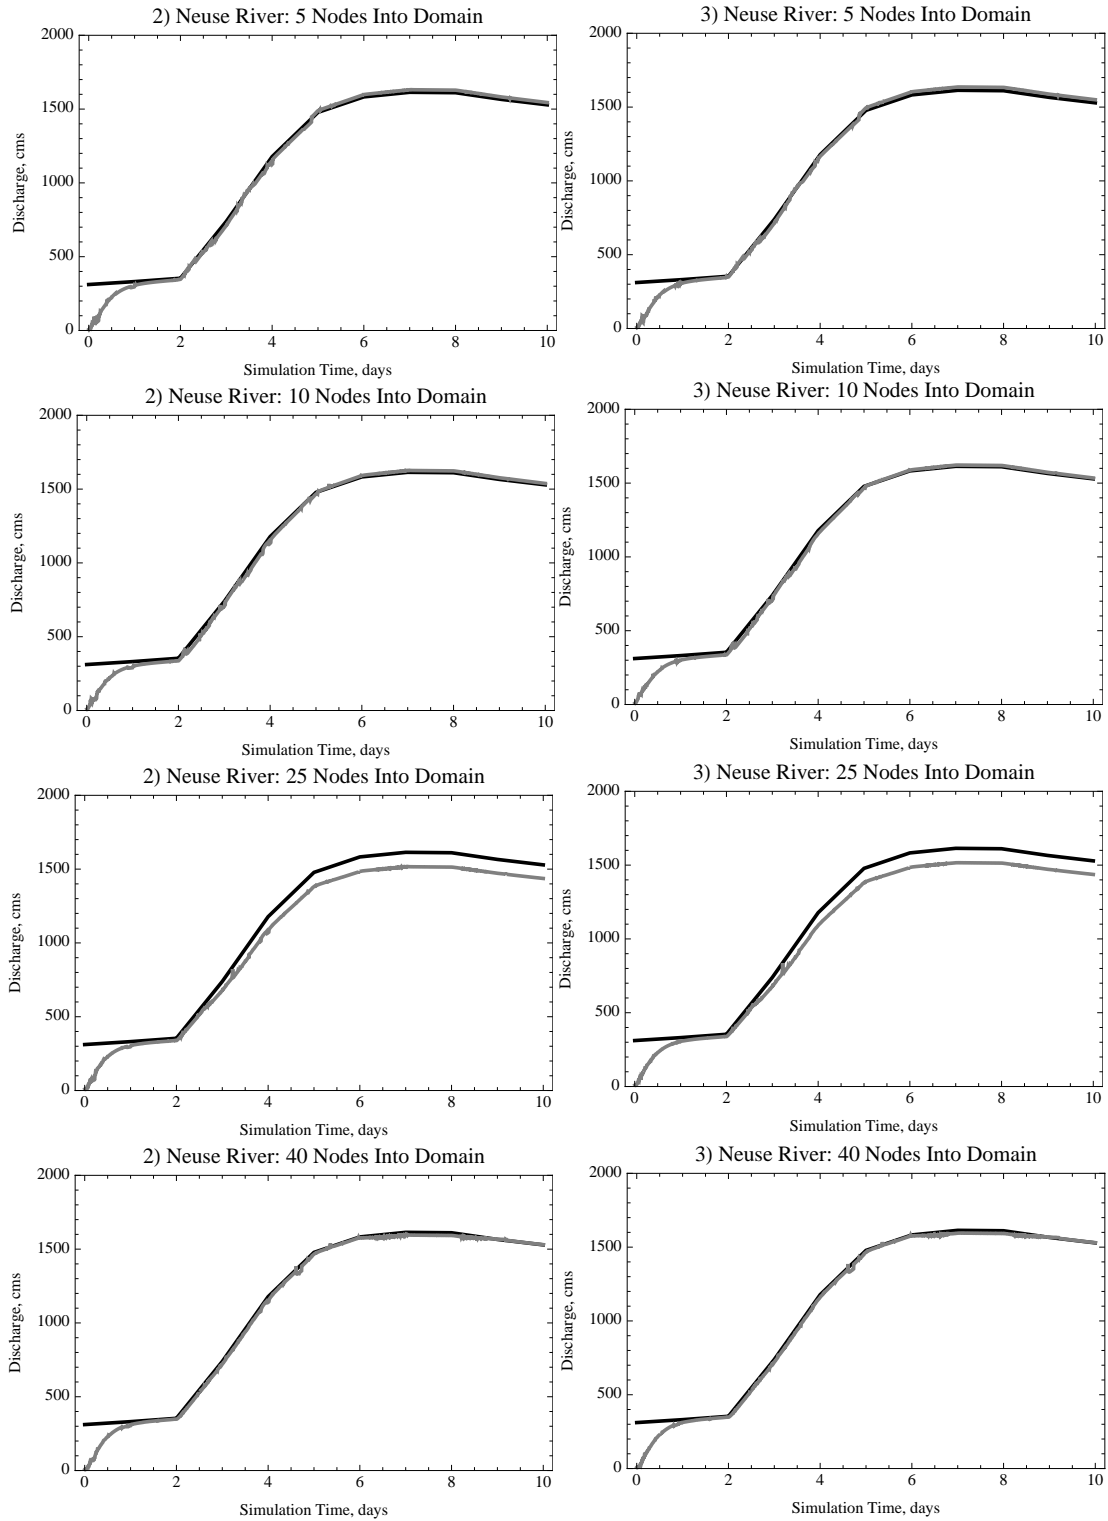 2) Neuse River: 5 Nodes Into Domain
2000
1500
1000
500
0
Discharge, cms
0 2 4 6 8 10
Simulation Time, days
3) Neuse River: 5 Nodes Into Domain
2000
1500
1000
500
0
Discharge, cms
0 2 4 6 8 10
Simulation Time, days
2) Neuse River: 10 Nodes Into Domain
2000
1500
1000
500
0
Discharge, cms
0 2 4 6 8 10
Simulation Time, days
3) Neuse River: 10 Nodes Into Domain
2000
1500
1000
500
0
Discharge, cms
0 2 4 6 8 10
Simulation Time, days
2) Neuse River: 25 Nodes Into Domain
2000
1500
1000
500
0
Discharge, cms
0 2 4 6 8 10
Simulation Time, days
3) Neuse River: 25 Nodes Into Domain
2000
1500
1000
500
0
Discharge, cms
0 2 4 6 8 10
Simulation Time, days
2) Neuse River: 40 Nodes Into Domain
2000
1500
1000
500
0
Discharge, cms
0 2 4 6 8 10
Simulation Time, days
3) Neuse River: 40 Nodes Into Domain
2000
1500
1000
500
0
Discharge, cms
0 2 4 6 8 10
Simulation Time, days